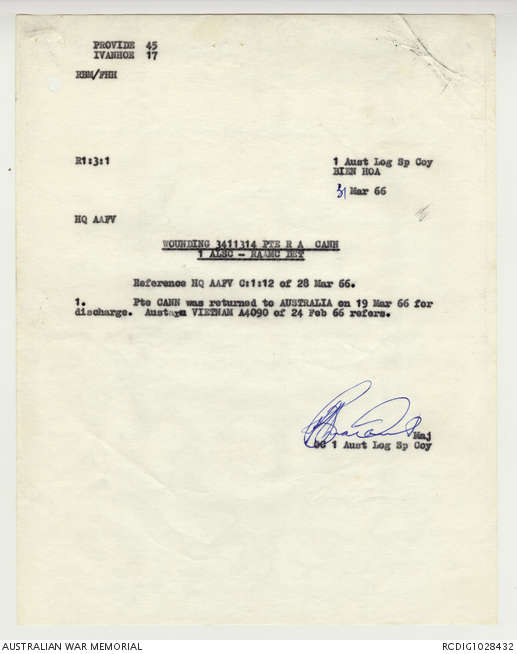 PROVIDE 45
IVANHOE 17
RBM/FHH
R1:3:1
1 Aust Log Sp Coy
BIEN HOA
31 Mar 66
HQ AAFV
WOUNDING 3411314 PTE R A CANN
1 ALSC - RAAMC DET
Reference HQ AAFV C:1:12 of 28 Mar 66.
1. Pte CANN was returned to AUSTRALIA on 19 Mar 66 for
discharge. Austarm VIETNAM A4090 of 24 Feb 66 refers.
Maj
OC 1 Aust Log Sp Coy
AUSTRALIAN WAR MEMORIAL
RCDIG1028432